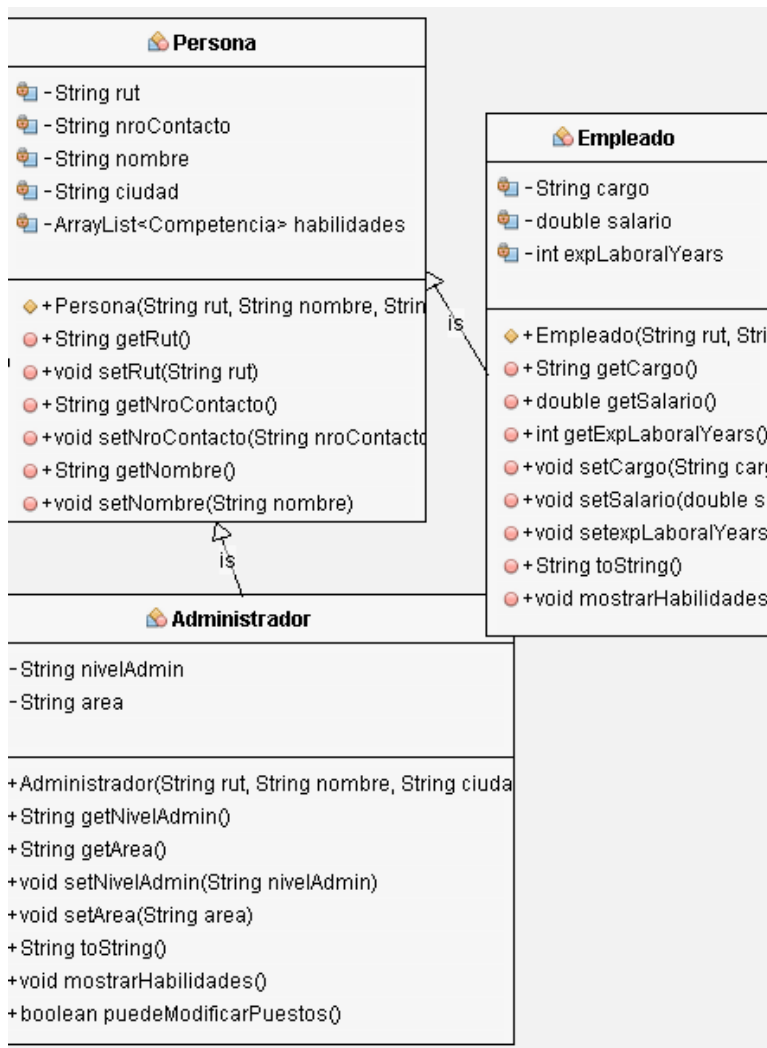 Persona
-String rut
-String nroContacto
-String nombre
-String ciudad
-ArrayList<Competencia> habilidades
+Persona(String rut, String nombre,
+String getRut()
+void setRut(String rut)
+String getNroContacto()
+void setNroContacto(String nroContacto
+String getNombre()
+void setNombre(String nombre)
is
Empleado
-String cargo
-double salario
-int expLaboralYears
+Empleado(String rut,
+String getCargo()
+double getSalario()
+int getExpLaboralYears()
+void setCargo(String
+void setSalario(double
+void setexpLaboralYears
+String toString()
+void mostrarHabilidades
is
Administrador
-String nivelAdmin
-String area
+Administrador(String rut, String nombre, String
+String getNivelAdmin()
+String getArea()
+void setNivelAdmin(String nivelAdmin)
+void setArea(String area)
+String toString()
+void mostrarHabilidades()
+boolean puedeModificarPuestos()